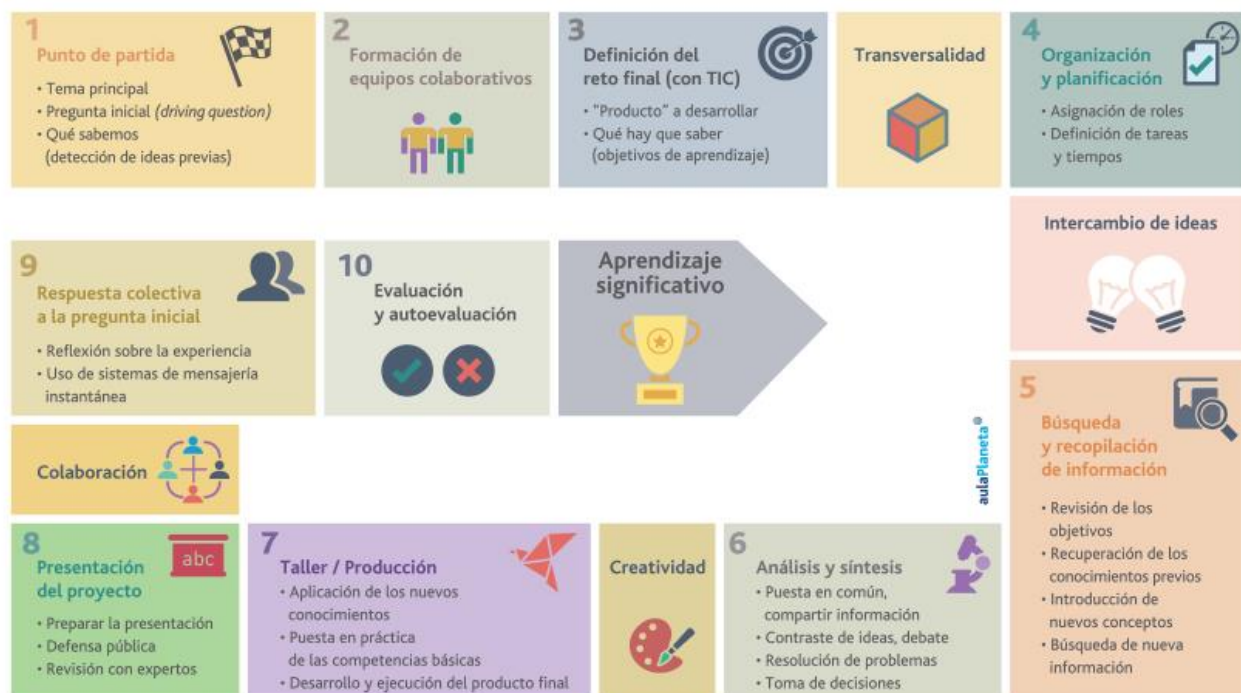 1
Punto de partida
• Tema principal
• Pregunta inicial (driving question)
• Qué sabemos
(detección de ideas previas)
2
Formación de
equipos colaborativos
3
Definición del
reto final (con TIC)
• "Producto" a desarrollar
• Qué hay que saber
(objetivos de aprendizaje)
Transversalidad
4
Organización
y planificación
• Asignación de roles
• Definición de tareas
y tiempos
Intercambio de ideas
5
Búsqueda
y recopilación
de información
• Revisión de los
objetivos
• Recuperación de los
conocimientos previos
• Introducción de
nuevos conceptos
• Búsqueda de nueva
información
6
Análisis y síntesis
• Puesta en común,
compartir información
• Contraste de ideas, debate
• Resolución de problemas
• Toma de decisiones
Creatividad
7
Taller / Producción
• Aplicación de los nuevos
conocimientos
• Puesta en práctica
de las competencias básicas
• Desarrollo y ejecución del producto final
8
abc
Presentación
del proyecto
• Preparar la presentación
• Defensa pública
• Revisión con expertos
Colaboración
9
Respuesta colectiva
a la pregunta inicial
• Reflexión sobre la experiencia
• Uso de sistemas de mensajería
instantánea
10
Evaluación
y autoevaluación
Aprendizaje
significativo
aulaPlaneta